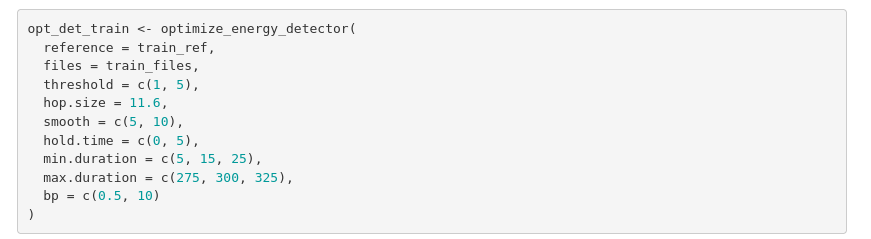 opt_det_train <- optimize_energy_detector(
  reference = train_ref,
  files = train_files,
  threshold = c(1, 5),
  hop.size = 11.6,
  smooth = c(5, 10),
  hold.time = c(0, 5),
  min.duration = c(5, 15, 25),
  max.duration = c(275, 300, 325),
  bp = c(0.5, 10)
)